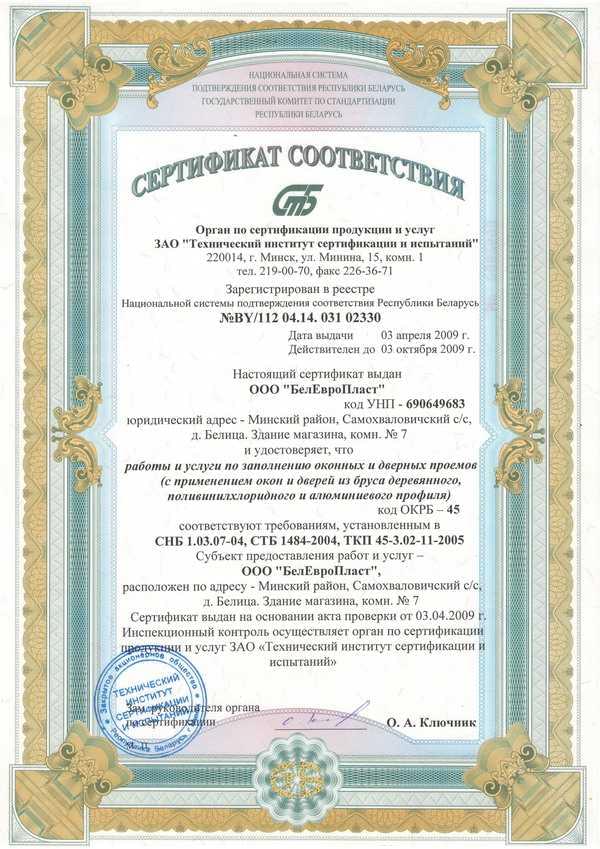 НАЦИОНАЛЬНАЯ СИСТЕМА
ПОДТВЕРЖДЕНИЯ СООТВЕТСТВИЯ РЕСПУБЛИКИ БЕЛАРУСЬ
ГОСУДАРСТВЕННЫЙ КОМИТЕТ ПО СТАНДАРТИЗАЦИИ
РЕСПУБЛИКИ БЕЛАРУСЬ
СЕРТИФИКАТ СООТВЕТСТВИЯ
СТБ
Орган по сертификации продукции и услуг
ЗАО "Технический институт сертификации и испытаний"
220014, г. Минск, ул. Минина, 15, комн. 1
тел. 219-00-70, факс 226-36-71
Зарегистрирован в реестре
Национальной системы подтверждения соответствия Республики Беларусь
№BY/112 04.14. 031 02330
Дата выдачи 03 апреля 2009 г.
Действителен до 03 октября 2009 г.
Настоящий сертификат выдан
ООО "БелЕвроПласт"
код УНП - 690649683
юридический адрес - Минский район, Самохваловичский с/с,
д. Белица. Здание магазина, комн. № 7
и удостоверяет, что
работы и услуги по заполнению оконных и дверных проемов
(с применением окон и дверей из бруса деревянного,
поливинилхлоридного и алюминиевого профиля)
код ОКРБ – 45
соответствуют требованиям, установленным в
СНБ 1.03.07-04, СТБ 1484-2004, ТКП 45-3.02-11-2005
Субъект предоставления работ и услуг –
ООО "БелЕвроПласт",
расположен по адресу - Минский район, Самохваловичский с/с,
д. Белица. Здание магазина, комн. № 7
Сертификат выдан на основании акта проверки от 03.04.2009 г.
Инспекционный контроль осуществляет орган по сертификации
продукции и услуг ЗАО «Технический институт сертификации и
испытаний»
Закрытое акционерное общество
ТЕХНИЧЕСКИЙ
ИНСТИТУТ
СЕРТИФИКАЦИИ
И ИСПЫТАНИЙ
Республика Беларусь
Зам. руководителя органа
по сертификации
О. А. Ключник